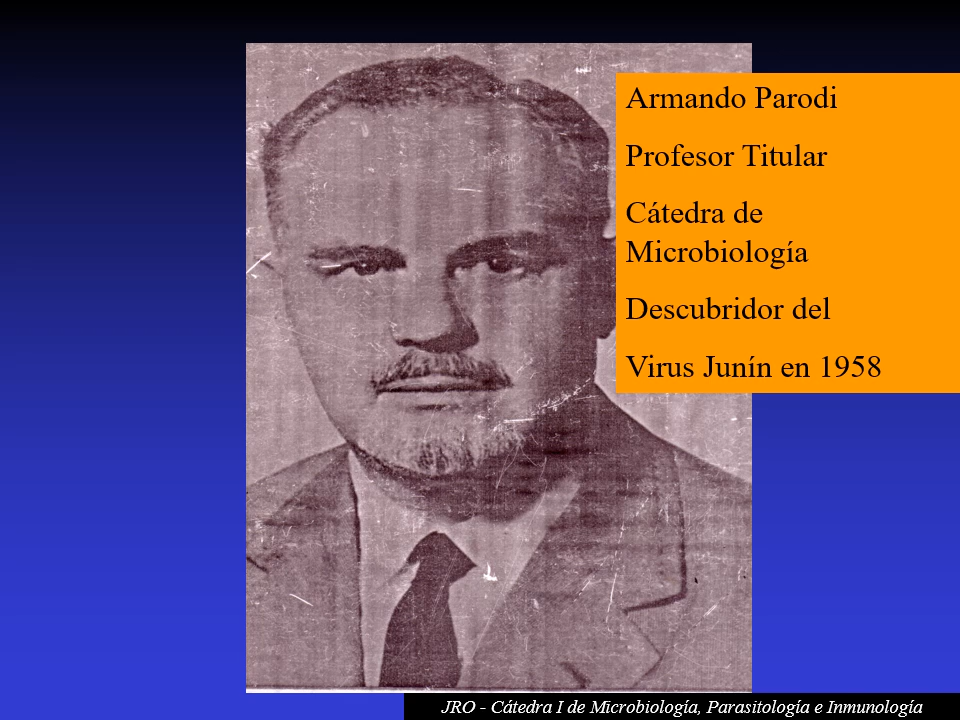 Armando Parodi
Profesor Titular
Cátedra de
Microbiología
Descubridor del
Virus Junín en 1958
JRO - Cátedra I de Microbiología, Parasitología e Inmunología